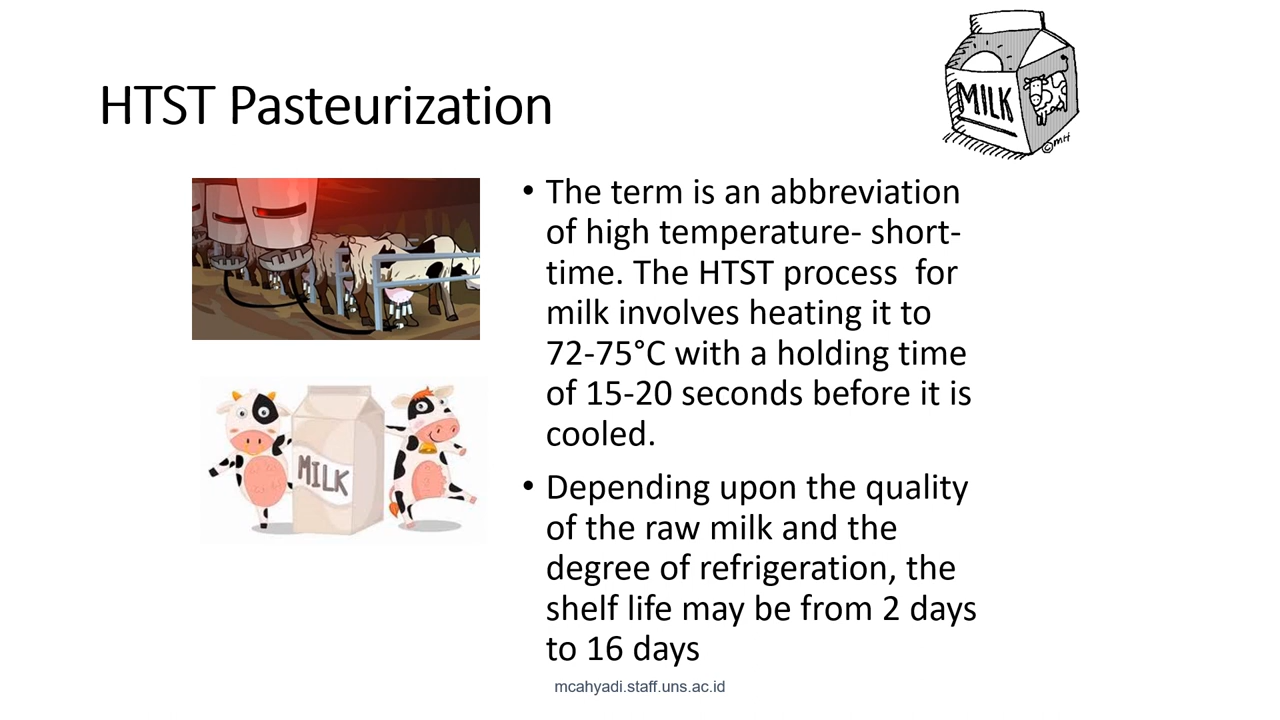 MILK
©MH
HTST Pasteurization
• The term is an abbreviation
of high temperature- short-
time. The HTST process  for
milk involves heating it to
72-75°C with a holding time
of 15-20 seconds before it is
cooled.
• Depending upon the quality
of the raw milk and the
degree of refrigeration, the
shelf life may be from 2 days
to 16 days
MILK
mcahyadi.staff.uns.ac.id